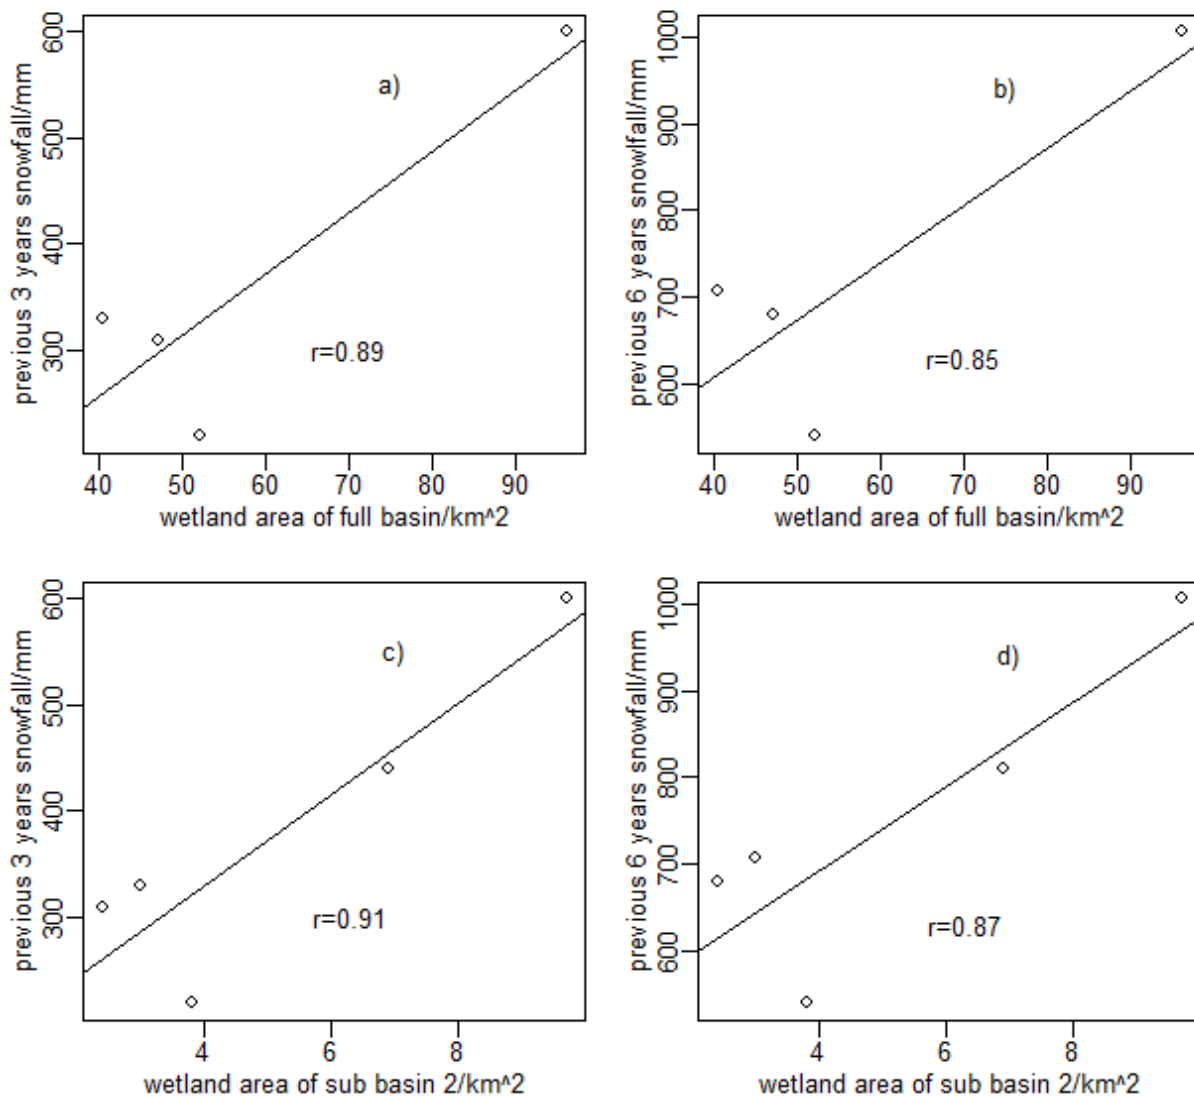 a)
previous 3 years snowfall/mm
600
500
400
300
r=0.89
40 50 60 70 80 90
wetland area of full basin/km^2
b)
previous 6 years snowlfall/mm
1000
900
800
700
600
r=0.85
40 50 60 70 80 90
wetland area of full basin/km^2
c)
previous 3 years snowfall/mm
600
500
400
300
r=0.91
4 6 8
wetland area of sub basin 2/km^2
d)
previous 6 years snowfall/mm
1000
900
800
700
600
r=0.87
4 6 8
wetland area of sub basin 2/km^2